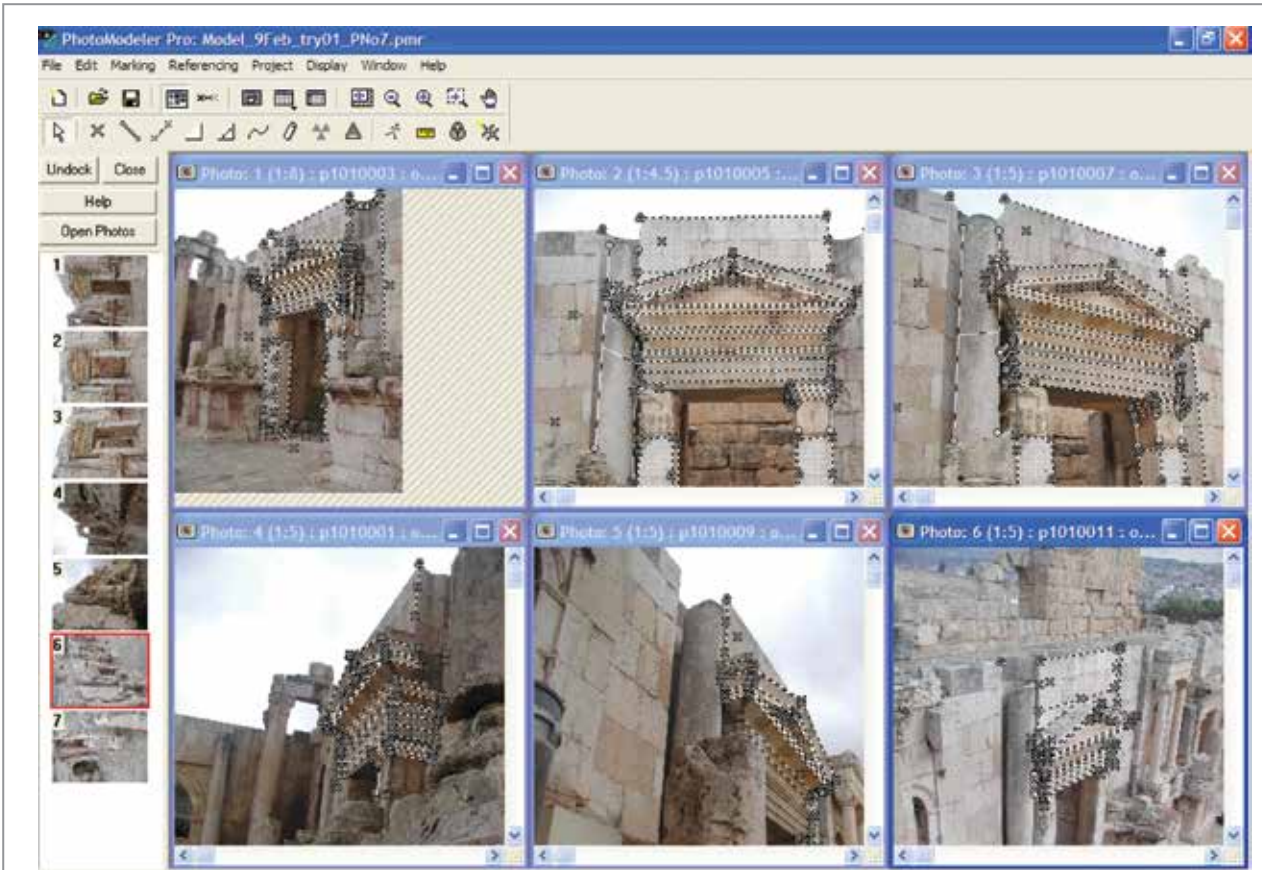 PhotoModeler Pro: Model_9Feb_try01_PNo7.pmr
File Edit Marking Referencing Project Display Window Help
Undock Close
Help
Open Photos
1
2
3
4
5
6
7
Photo: 1 (1:8) : p1010003 : o...
Photo: 2 (1:4.5) : p1010005 :...
Photo: 3 (1:5) : p1010007 : o...
Photo: 4 (1:5) : p1010001 : o...
Photo: 5 (1:5) : p1010009 : o...
Photo: 6 (1:5) : p1010011 : o...